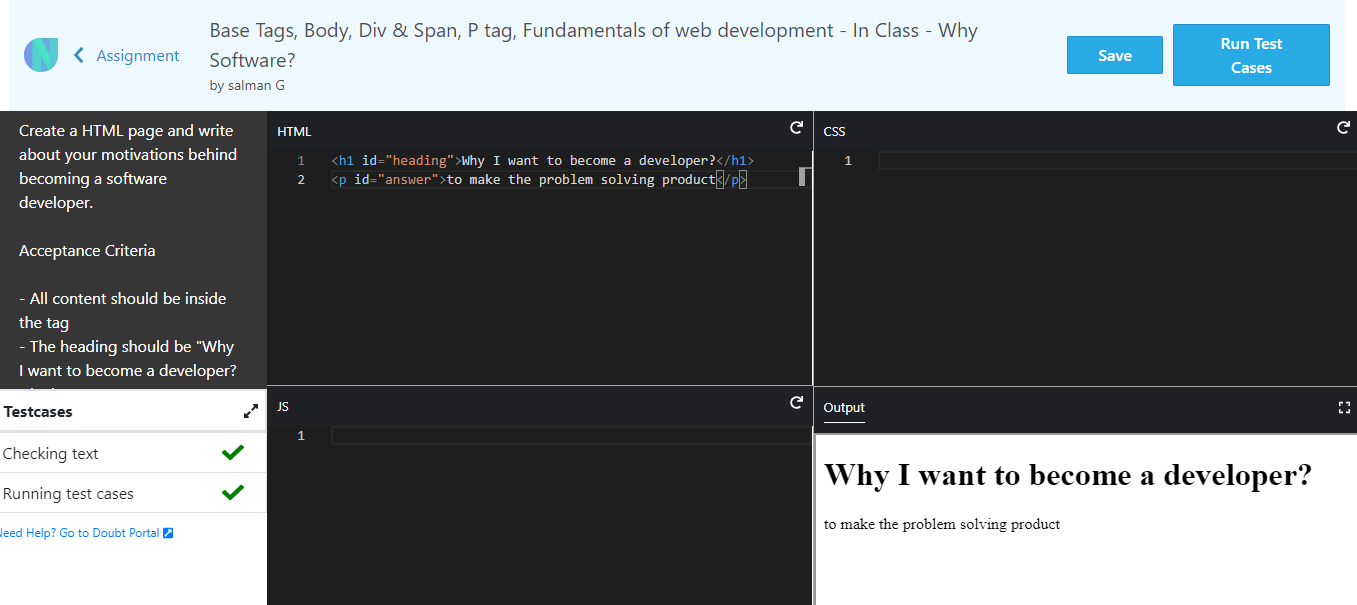 Base Tags, Body, Div & Span, P tag, Fundamentals of web development - In Class - Why
Software?
by salman G
Assignment
Save
Run Test
Cases
Create a HTML page and write
about your motivations behind
becoming a software
developer.
Acceptance Criteria
- All content should be inside
the tag
- The heading should be "Why
I want to become a developer?
Testcases
Checking text
Running test cases
Need Help? Go to Doubt Portal
HTML
1 <h1 id="heading">Why I want to become a developer?</h1>
2 <p id="answer">to make the problem solving product</p>
CSS
1
JS
1
Output
Why I want to become a developer?
to make the problem solving product